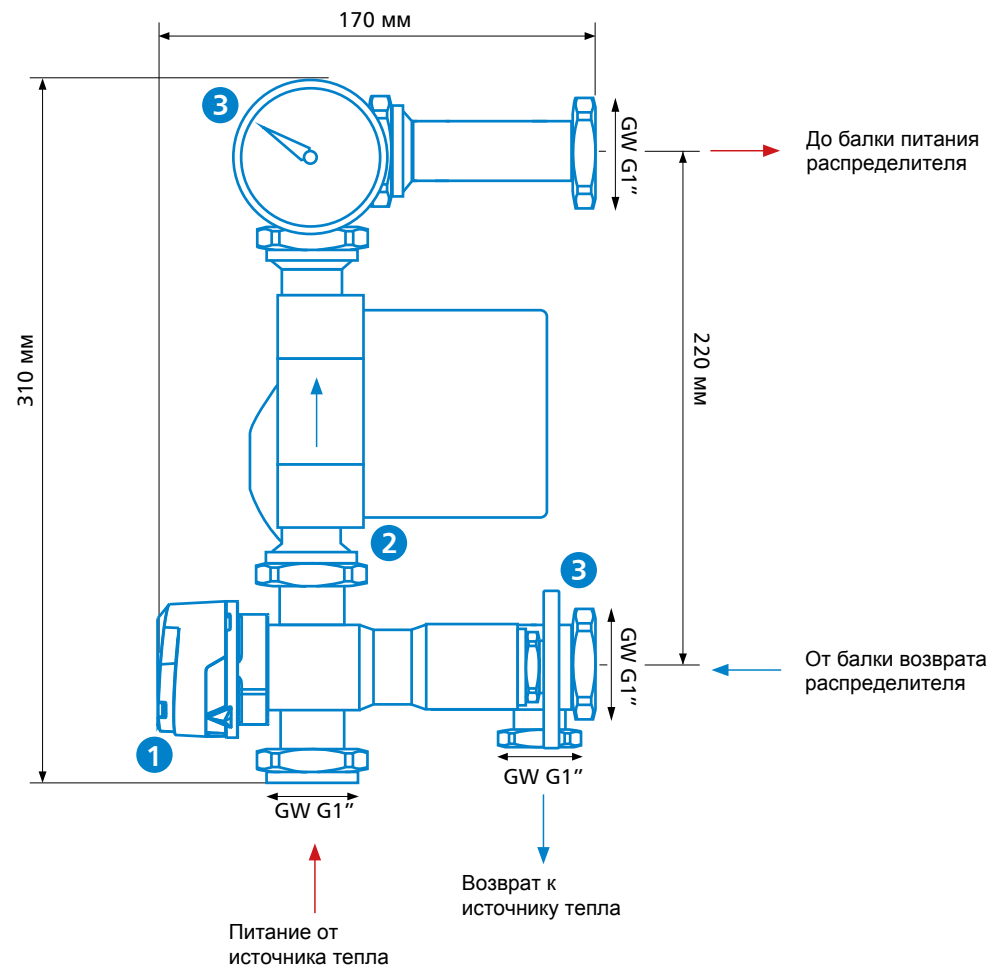 170 мм
3
GW G1”
До балки питания
распределителя
310 мм
220 мм
2
3
GW G1”
От балки возврата
распределителя
1
GW G1”
GW G1”
Возврат к
источнику тепла
Питание от
источника тепла